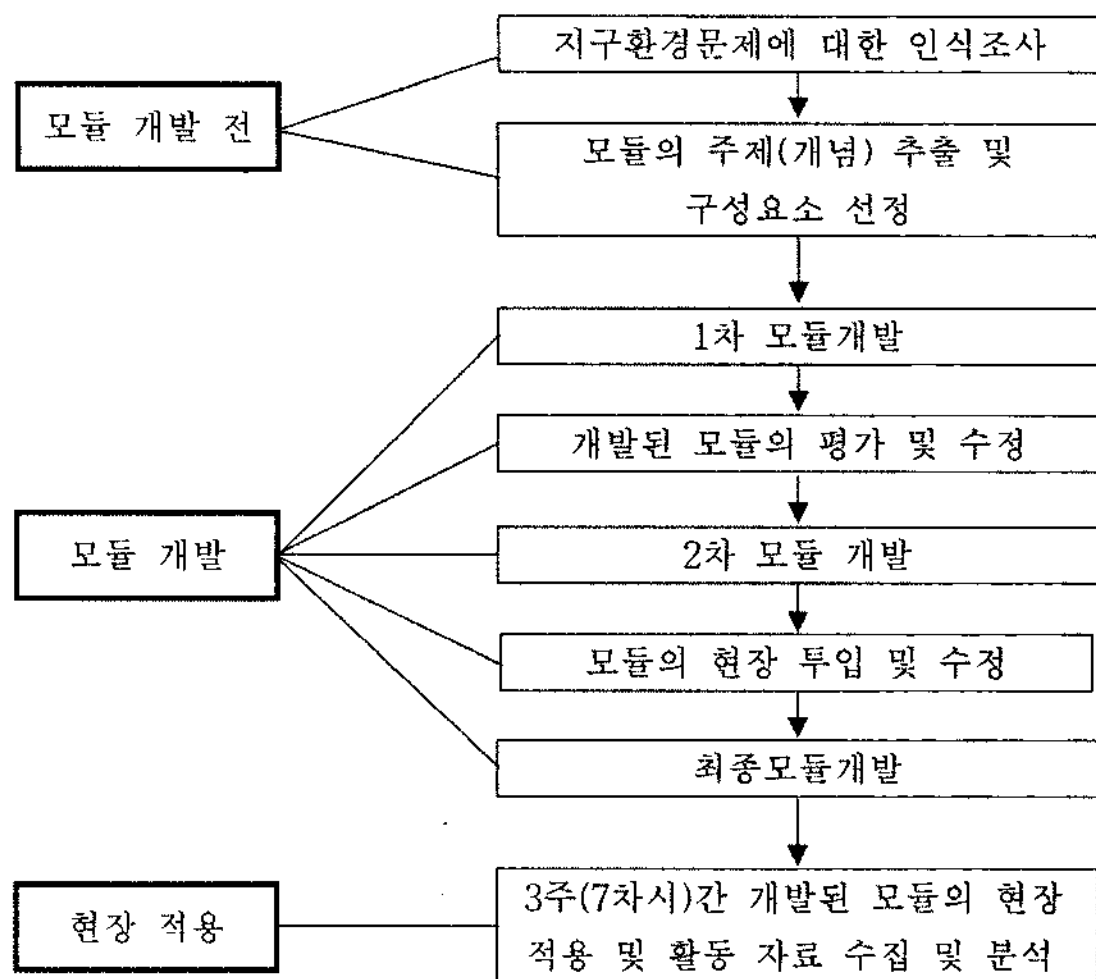 지구환경문제에 대한 인식조사
모듈 개발 전
모듈의 주제(개념) 추출 및
구성요소 선정
1차 모듈개발
개발된 모듈의 평가 및 수정
모듈 개발
2차 모듈 개발
모듈의 현장 투입 및 수정
최종모듈개발
현장 적용
3주(7차시)간 개발된 모듈의 현장
적용 및 활동 자료 수집 및 분석